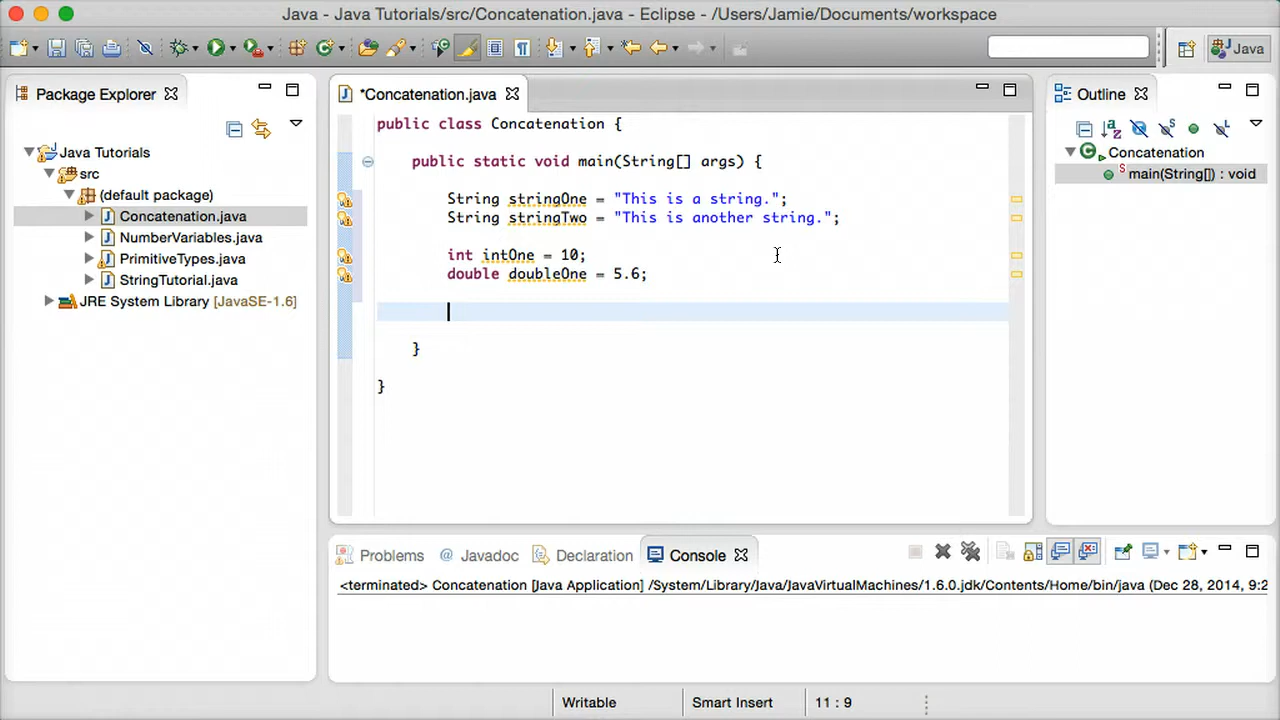 Java - Java Tutorials/src/Concatenation.java - Eclipse - /Users/Jamie/Documents/workspace
Java
Package Explorer
Java Tutorials
src
(default package)
Concatenation.java
NumberVariables.java
PrimitiveTypes.java
StringTutorial.java
JRE System Library [JavaSE-1.6]
*Concatenation.java
public class Concatenation {
public static void main(String[] args) {
String stringOne = "This is a string.";
String stringTwo = "This is another string.";
int intOne = 10;
double doubleOne = 5.6;
}
}
Outline
Concatenation
main(String[]) : void
Problems @ Javadoc Declaration Console
<terminated> Concatenation [Java Application] /System/Library/Java/JavaVirtualMachines/1.6.0.jdk/Contents/Home/bin/java (Dec 28, 2014, 9:2
Writable Smart Insert 11 : 9